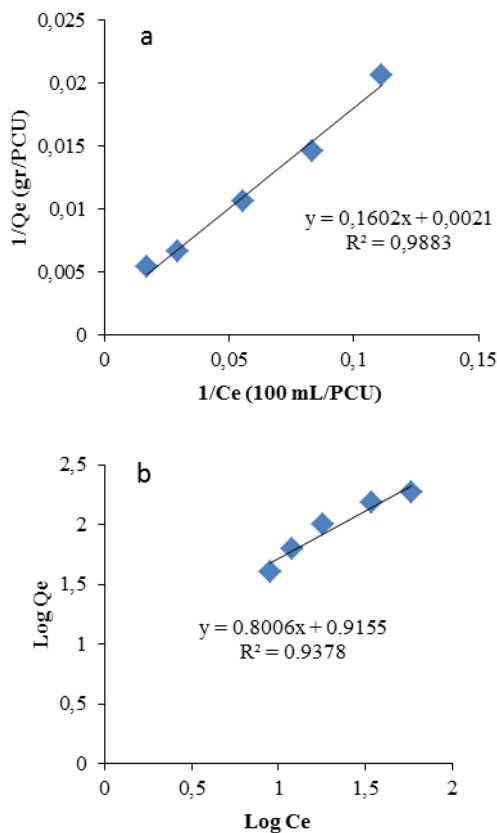 a
0,025
0,02
0,015
0,01
0,005
0
1/Qe (gr/PCU)
y = 0,1602x + 0,0021
R² = 0,9883
0 0,05 0,1 0,15
1/Ce (100 mL/PCU)
b
2,5
2
1,5
1
0,5
0
Log Qe
y = 0.8006x + 0.9155
R² = 0.9378
0 0,5 1 1,5 2
Log Ce